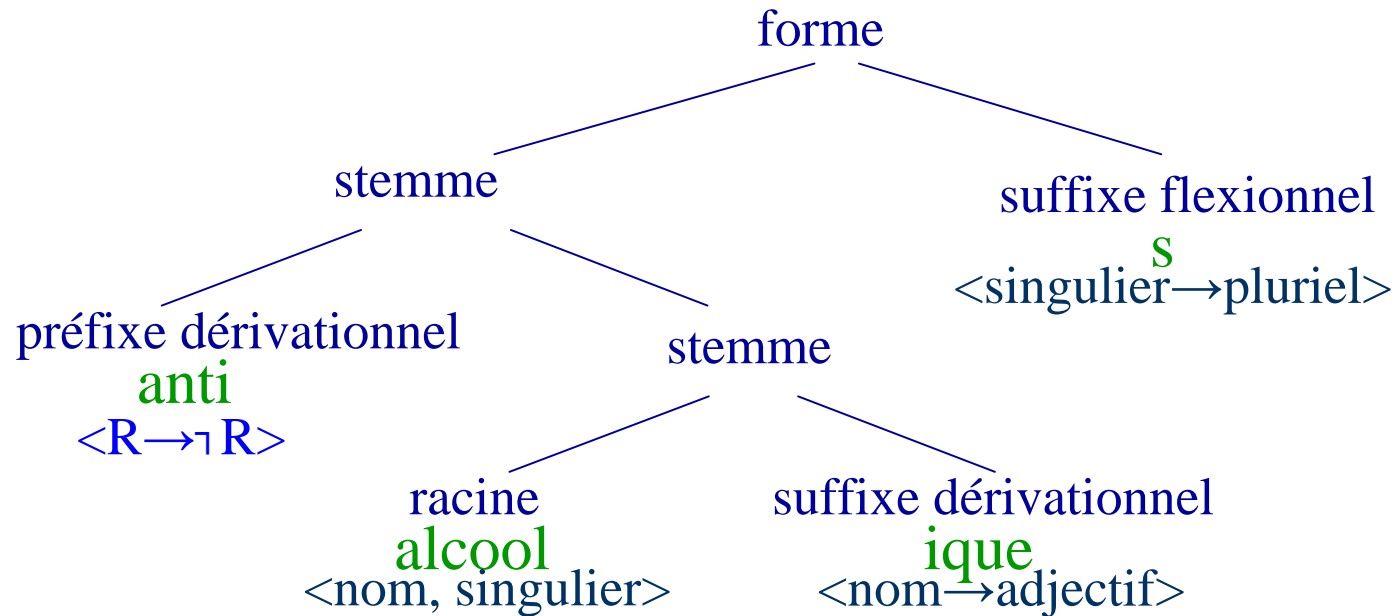 forme
stemme
suffixe flexionnel
s
<singulier→pluriel>
préfixe dérivationnel
anti
<R→┐R>
stemme
racine
alcool
<nom, singulier>
suffixe dérivationnel
ique
<nom→adjectif>